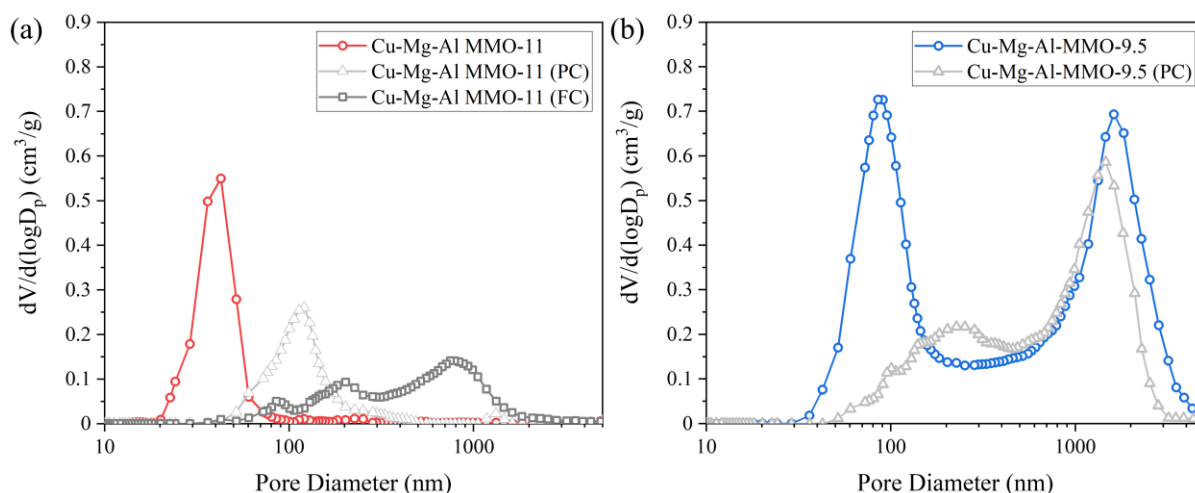 (a)
0.9
0.8
0.7
0.6
0.5
0.4
0.3
0.2
0.1
0
dV/d(logDₚ) (cm³/g)
Cu-Mg-Al MMO-11
Cu-Mg-Al MMO-11 (PC)
Cu-Mg-Al MMO-11 (FC)
10
100
1000
Pore Diameter (nm)
(b)
0.9
0.8
0.7
0.6
0.5
0.4
0.3
0.2
0.1
0
dV/d(logDₚ) (cm³/g)
Cu-Mg-Al-MMO-9.5
Cu-Mg-Al-MMO-9.5 (PC)
10
100
1000
Pore Diameter (nm)